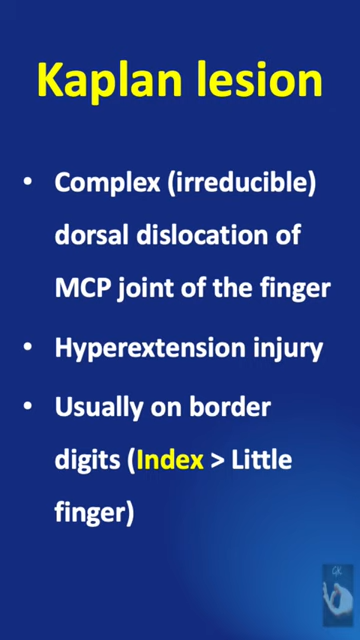 Kaplan lesion
• Complex (irreducible)
dorsal dislocation of
MCP joint of the finger
• Hyperextension injury
• Usually on border
digits (Index > Little
finger)